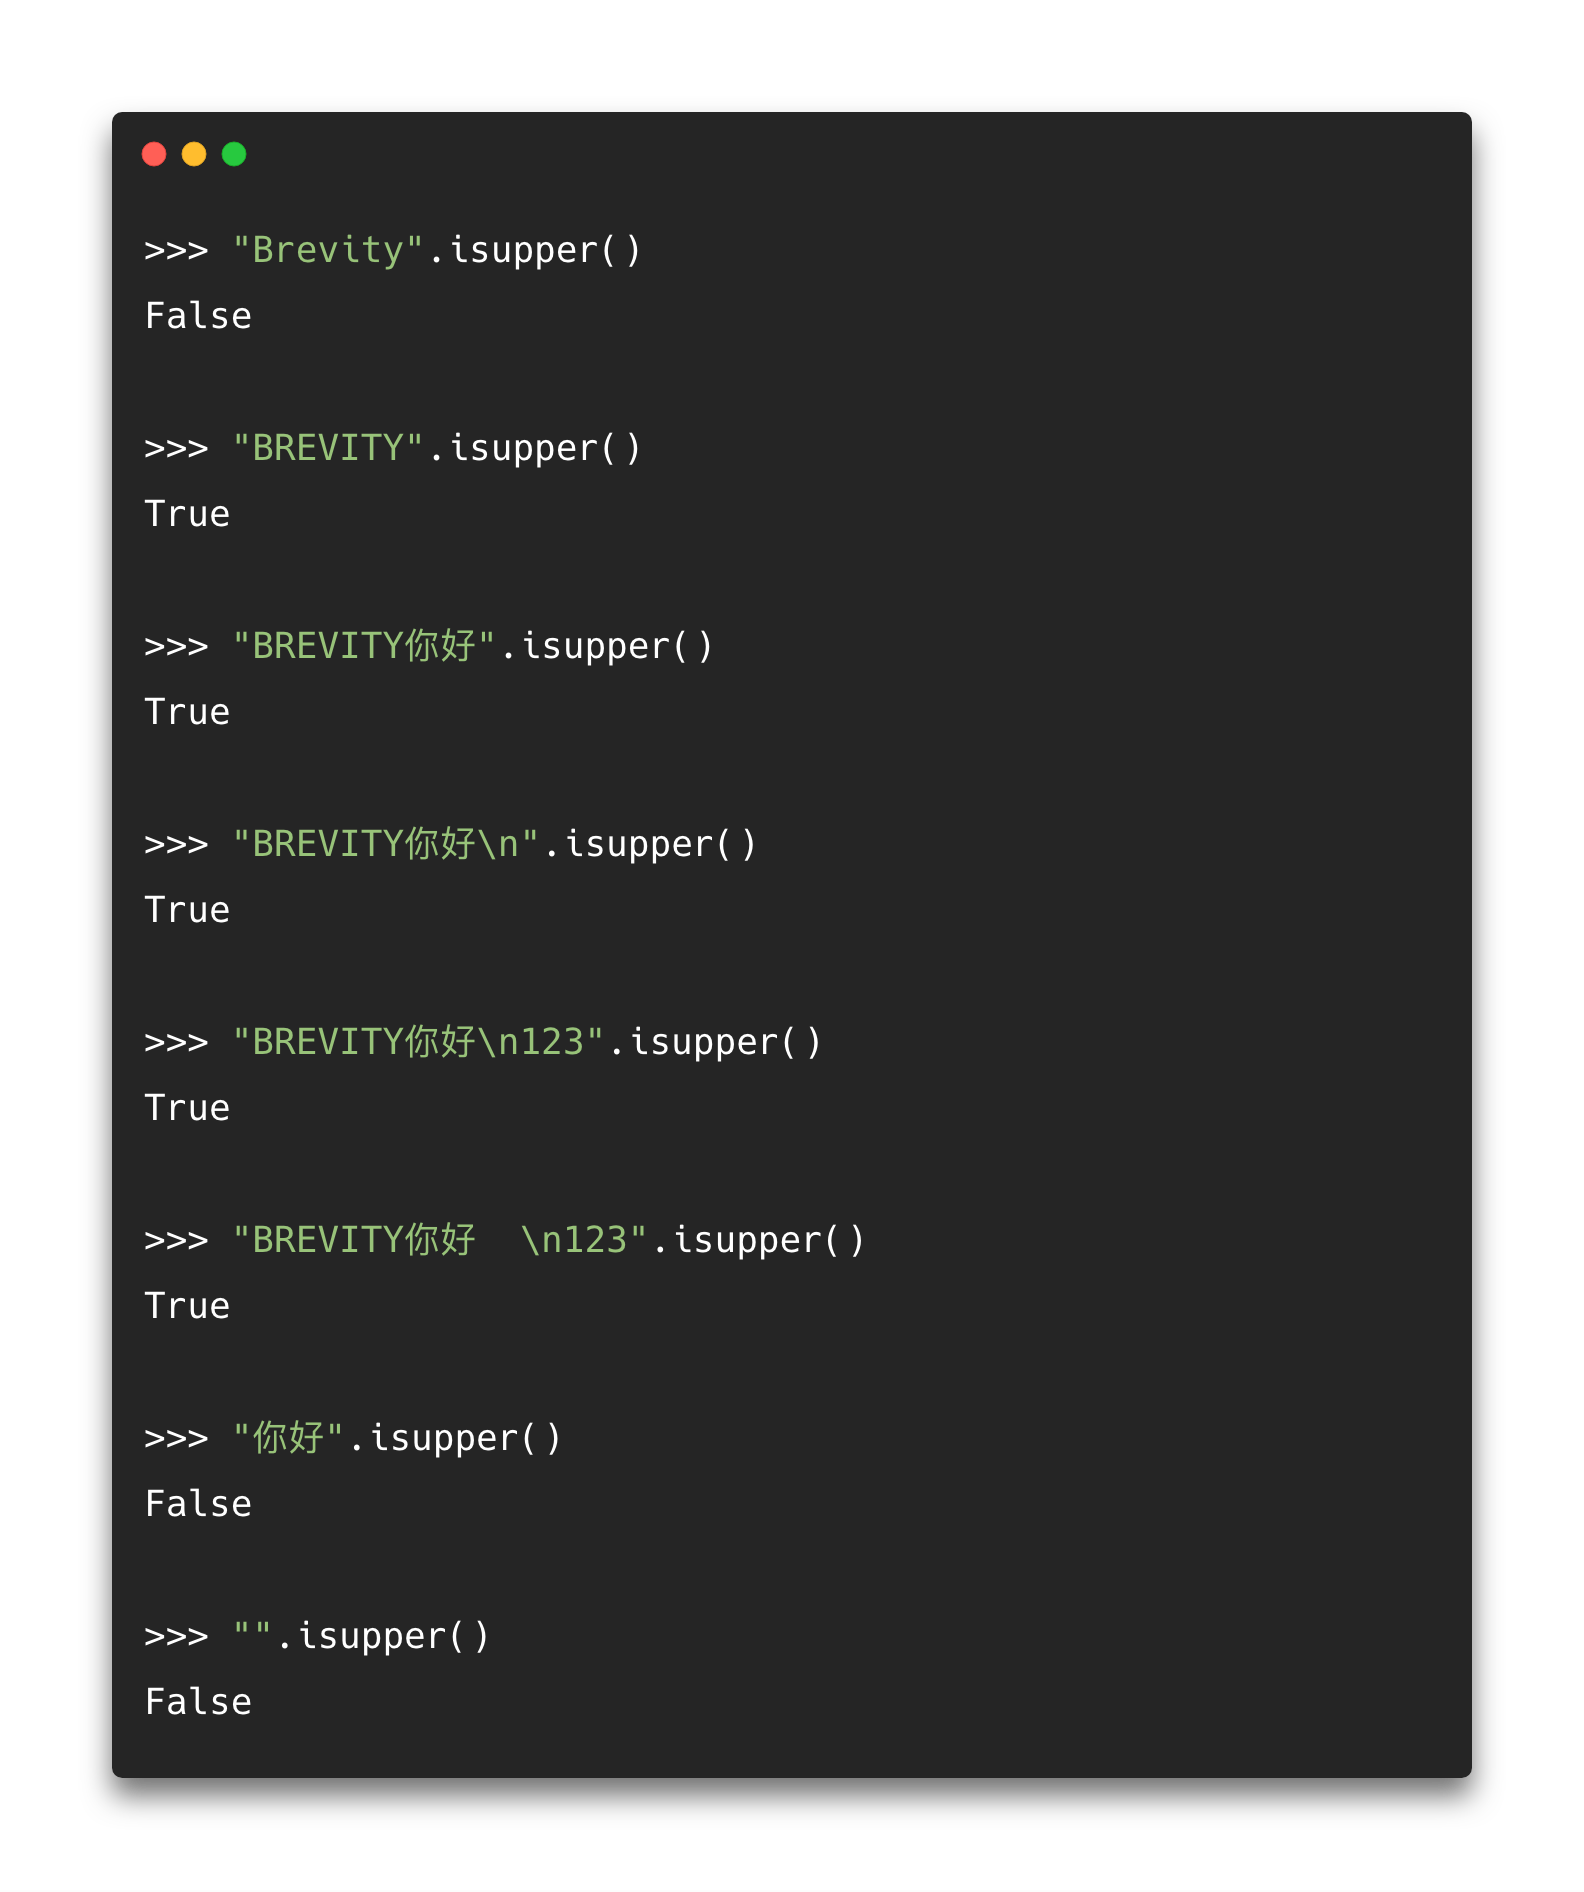 >>> "Brevity".isupper()
False
>>> "BREVITY".isupper()
True
>>> "BREVITY你好".isupper()
True
>>> "BREVITY你好\n".isupper()
True
>>> "BREVITY你好\n123".isupper()
True
>>> "BREVITY你好  \n123".isupper()
True
>>> "你好".isupper()
False
>>> "".isupper()
False